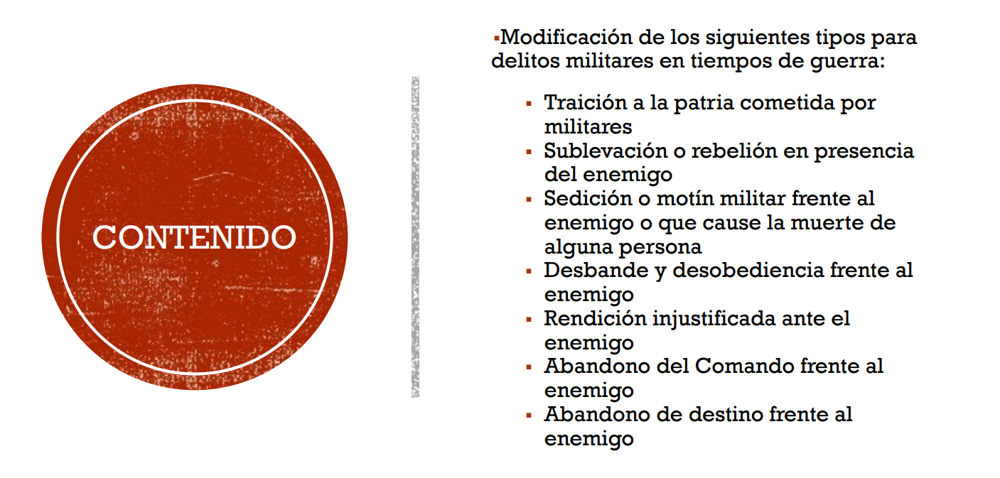 CONTENIDO
▪Modificación de los siguientes tipos para
delitos militares en tiempos de guerra:
▪ Traición a la patria cometida por
militares
▪ Sublevación o rebelión en presencia
del enemigo
▪ Sedición o motín militar frente al
enemigo o que cause la muerte de
alguna persona
▪ Desbande y desobediencia frente al
enemigo
▪ Rendición injustificada ante el
enemigo
▪ Abandono del Comando frente al
enemigo
▪ Abandono de destino frente al
enemigo